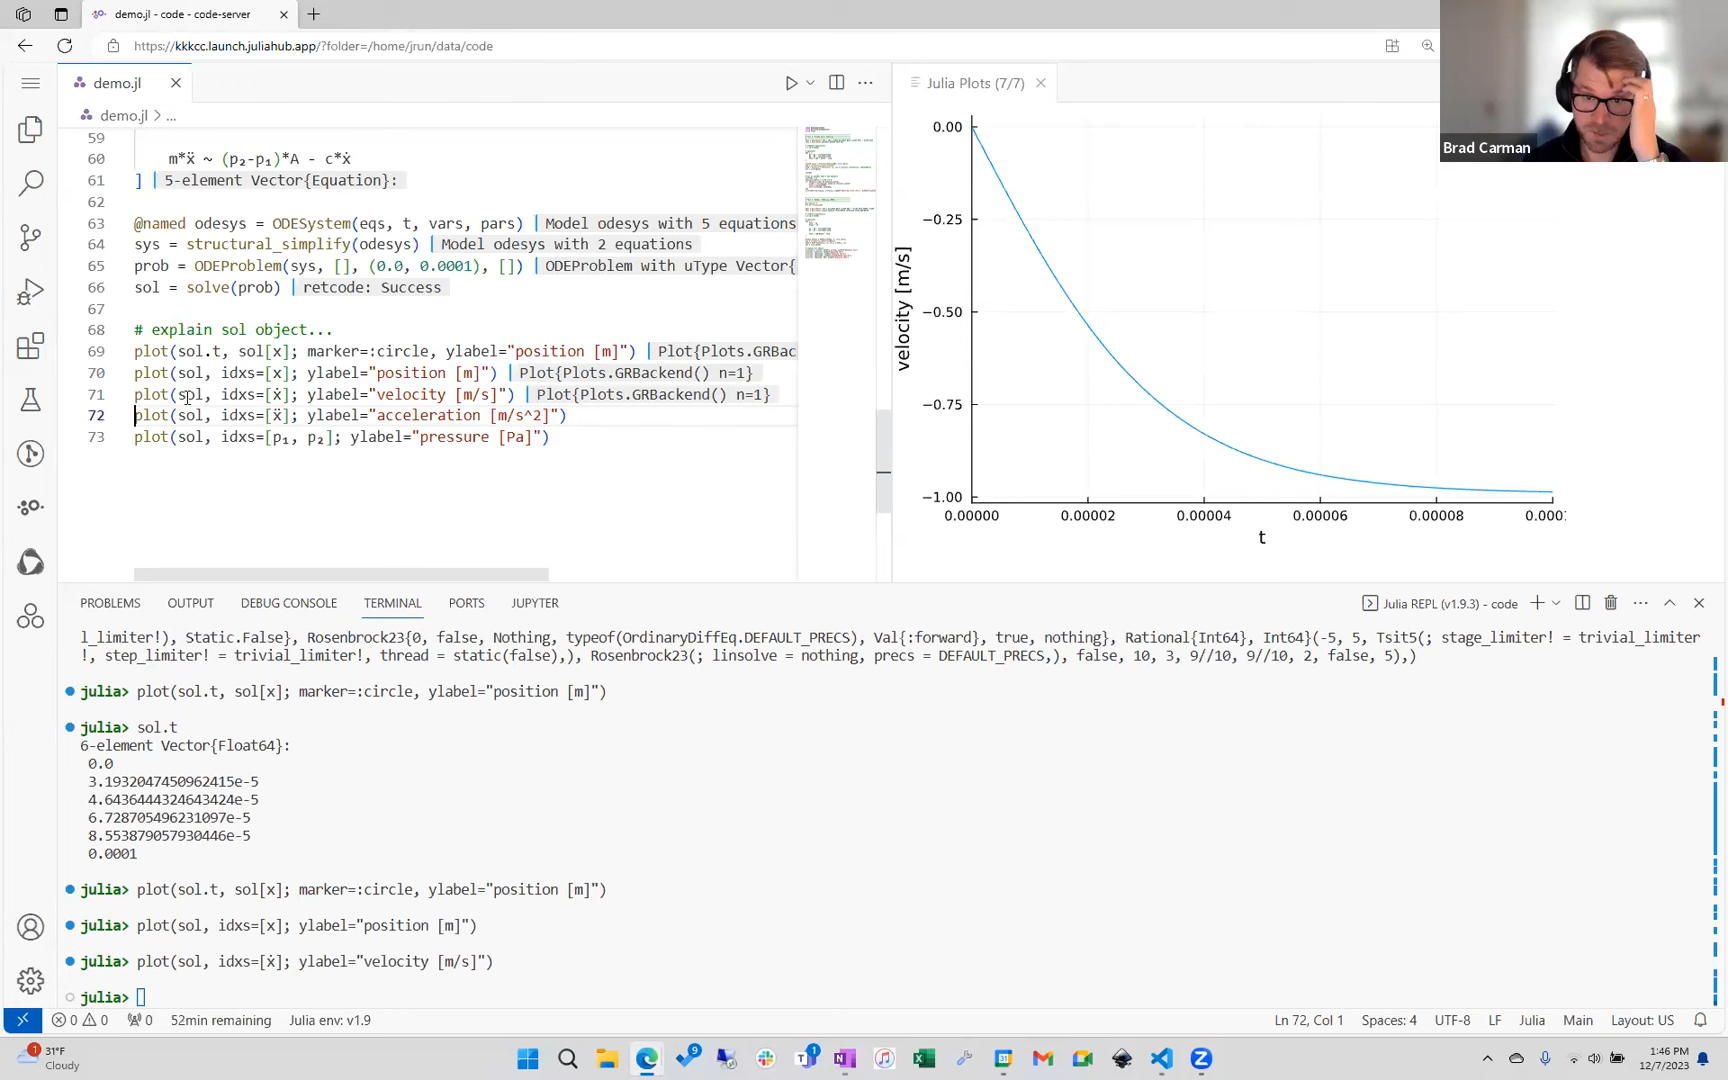 demo.jl - code - code-server
https://kkkcc.launch.juliahub.app/?folder=/home/jrun/data/code
demo.jl
Julia Plots (7/7)
Brad Carman
demo.jl > ...
59
60 m*ẍ ~ (p₂-p₁)*A - c*ẋ
61 ] 5-element Vector{Equation}:
62
63 @named odesys = ODESystem(eqs, t, vars, pars) Model odesys with 5 equations
64 sys = structural_simplify(odesys) Model odesys with 2 equations
65 prob = ODEProblem(sys, [], (0.0, 0.0001), []) ODEProblem with uType Vector{
66 sol = solve(prob) retcode: Success
67
68 # explain sol object...
69 plot(sol.t, sol[x]; marker=:circle, ylabel="position [m]") Plot{Plots.GRBac
70 plot(sol, idxs=[x]; ylabel="position [m]") Plot{Plots.GRBackend() n=1}
71 plot(sol, idxs=[ẋ]; ylabel="velocity [m/s]") Plot{Plots.GRBackend() n=1}
72 plot(sol, idxs=[ẍ]; ylabel="acceleration [m/s^2]")
73 plot(sol, idxs=[p₁, p₂]; ylabel="pressure [Pa]")
0.00
−0.25
−0.50
−0.75
−1.00
velocity [m/s]
0.00000 0.00002 0.00004 0.00006 0.00008 0.000
t
PROBLEMS OUTPUT DEBUG CONSOLE TERMINAL PORTS JUPYTER
Julia REPL (v1.9.3) - code
l_limiter!), Static.False}, Rosenbrock23{0, false, Nothing, typeof(OrdinaryDiffEq.DEFAULT_PRECS), Val{:forward}, true, nothing}, Rational{Int64}, Int64}(-5, 5, Tsit5(; stage_limiter! = trivial_limiter
!, step_limiter! = trivial_limiter!, thread = static(false),), Rosenbrock23(; linsolve = nothing, precs = DEFAULT_PRECS,), false, 10, 3, 9//10, 9//10, 2, false, 5),)
julia> plot(sol.t, sol[x]; marker=:circle, ylabel="position [m]")
julia> sol.t
6-element Vector{Float64}:
0.0
3.1932047450962415e-5
4.6436444324643424e-5
6.728705496231097e-5
8.553879057930446e-5
0.0001
julia> plot(sol.t, sol[x]; marker=:circle, ylabel="position [m]")
julia> plot(sol, idxs=[x]; ylabel="position [m]")
julia> plot(sol, idxs=[ẋ]; ylabel="velocity [m/s]")
julia>
0 0 0 52min remaining Julia env: v1.9
Ln 72, Col 1 Spaces: 4 UTF-8 LF Julia Main Layout: US
1
31°F
Cloudy
9
1
1:46 PM
12/7/2023